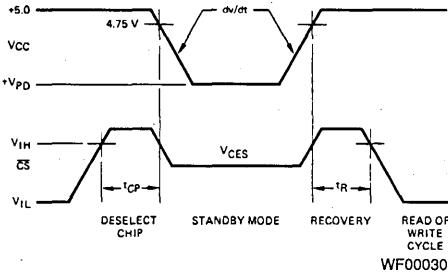 +5.0
4.75 V
dv/dt
VCC
+VPD
VIH
CS
VCES
tCP
tR
VIL
DESELECT
CHIP
STANDBY MODE
RECOVERY
READ OR
WRITE
CYCLE
WF00030